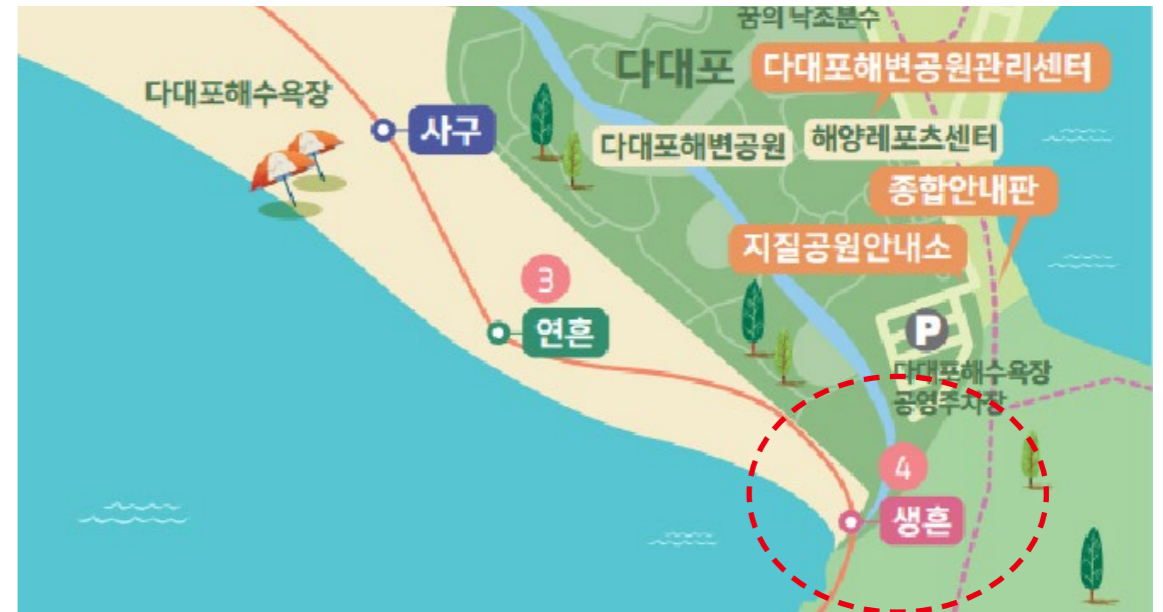 꿈의 낙조분수
다대포
다대포해변공원관리센터
다대포해수욕장
사구
다대포해변공원
해양레포츠센터
종합안내판
지질공원안내소
3
연흔
P
다대포해수욕장
공영주차장
4
생흔